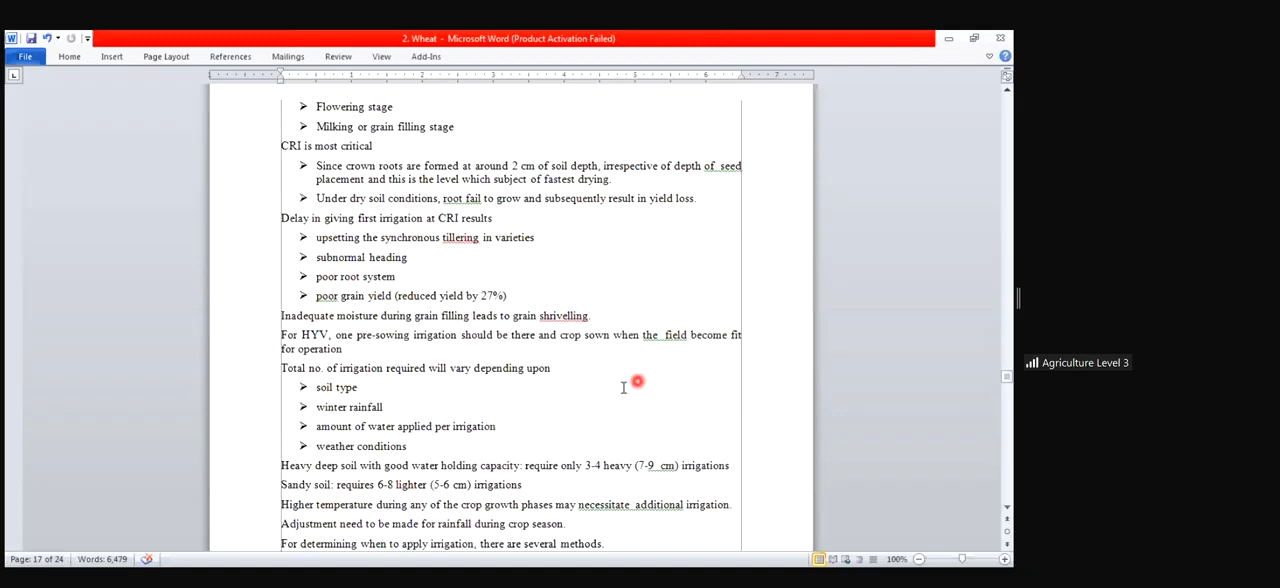 2. Wheat - Microsoft Word (Product Activation Failed)
File Home Insert Page Layout References Mailings Review View Add-Ins
1 2 3 4 5 6 7
➢ Flowering stage
➢ Milking or grain filling stage
CRI is most critical
➢ Since crown roots are formed at around 2 cm of soil depth, irrespective of depth of seed
placement and this is the level which subject of fastest drying.
➢ Under dry soil conditions, root fail to grow and subsequently result in yield loss.
Delay in giving first irrigation at CRI results
➢ upsetting the synchronous tillering in varieties
➢ subnormal heading
➢ poor root system
➢ poor grain yield (reduced yield by 27%)
Inadequate moisture during grain filling leads to grain shrivelling.
For HYV, one pre-sowing irrigation should be there and crop sown when the field become fit
for operation
Total no. of irrigation required will vary depending upon
➢ soil type
➢ winter rainfall
➢ amount of water applied per irrigation
➢ weather conditions
Heavy deep soil with good water holding capacity: require only 3-4 heavy (7-9 cm) irrigations
Sandy soil: requires 6-8 lighter (5-6 cm) irrigations
Higher temperature during any of the crop growth phases may necessitate additional irrigation.
Adjustment need to be made for rainfall during crop season.
For determining when to apply irrigation, there are several methods.
Agriculture Level 3
Page: 17 of 24 Words: 6,479 100%